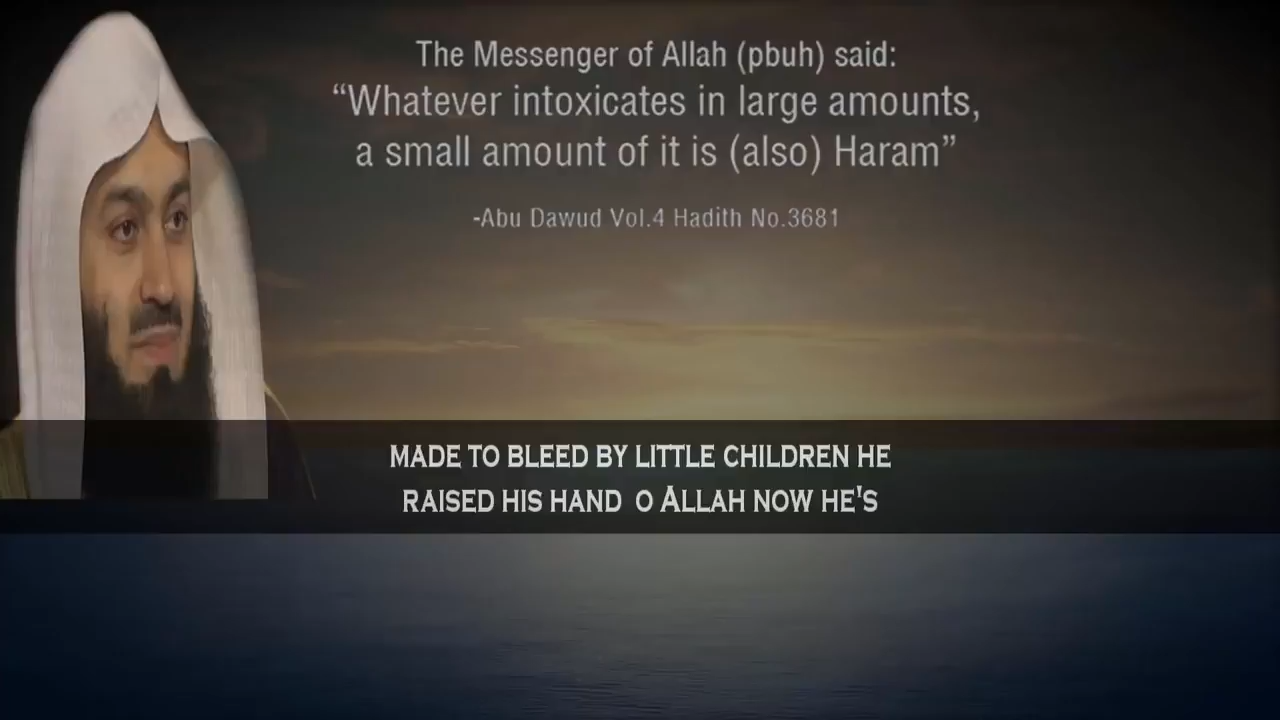 The Messenger of Allah (pbuh) said:
“Whatever intoxicates in large amounts,
a small amount of it is (also) Haram”
-Abu Dawud Vol.4 Hadith No.3681
MADE TO BLEED BY LITTLE CHILDREN HE
RAISED HIS HAND O ALLAH NOW HE'S